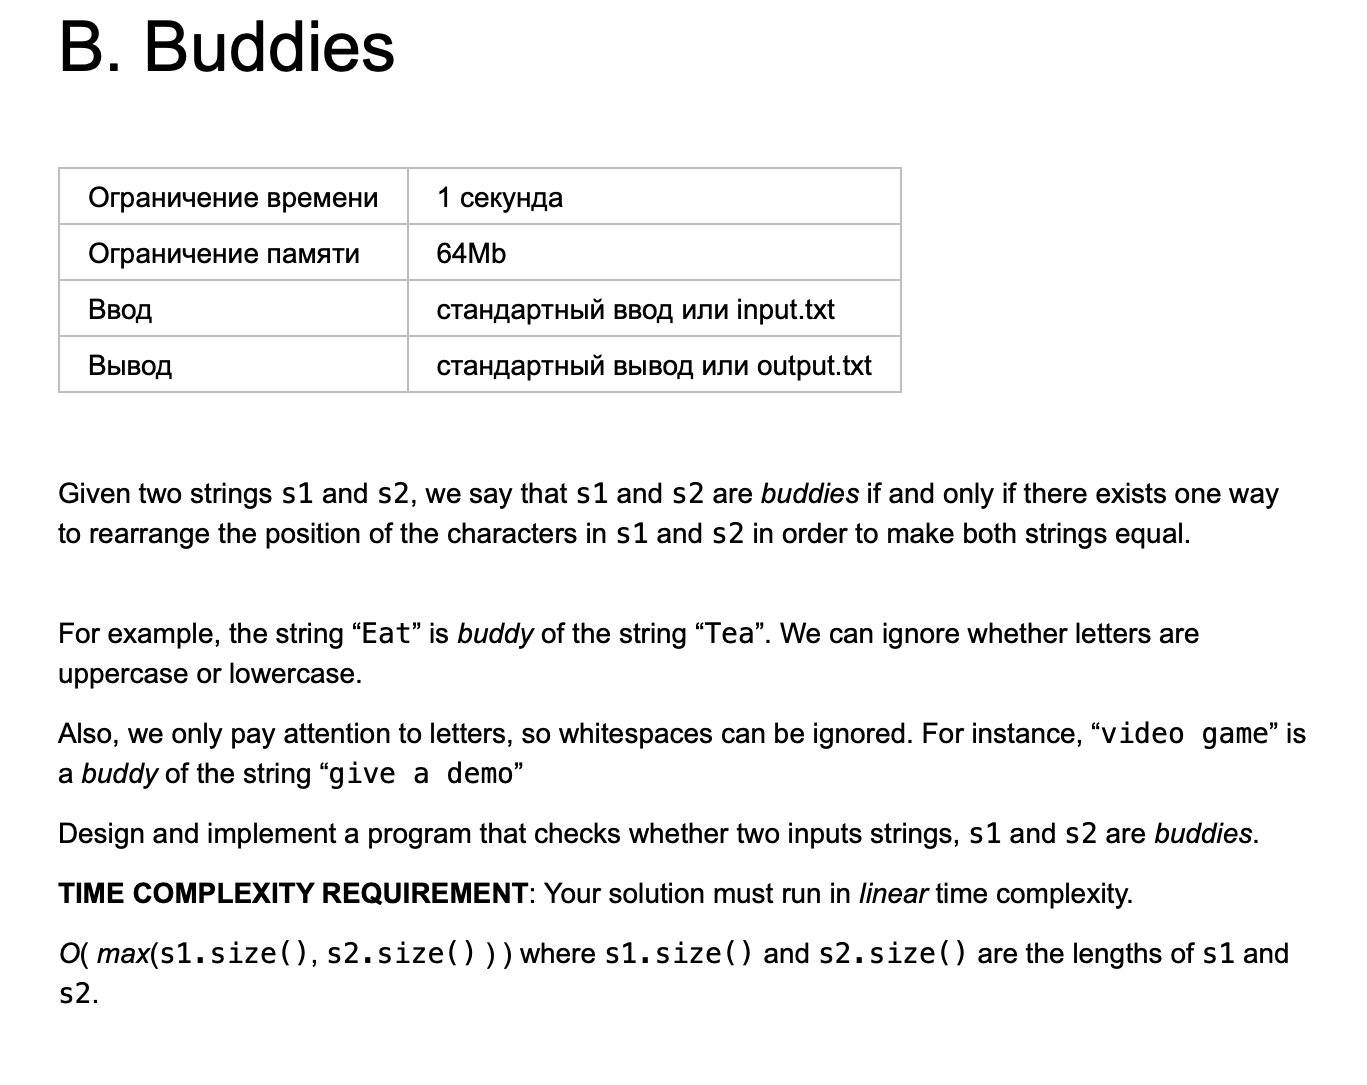 B. Buddies
Ограничение времени 1 секунда
Ограничение памяти 64Mb
Ввод стандартный ввод или input.txt
Вывод стандартный вывод или output.txt
Given two strings s1 and s2, we say that s1 and s2 are buddies if and only if there exists one way
to rearrange the position of the characters in s1 and s2 in order to make both strings equal.
For example, the string “Eat” is buddy of the string “Tea”. We can ignore whether letters are
uppercase or lowercase.
Also, we only pay attention to letters, so whitespaces can be ignored. For instance, “video game” is
a buddy of the string “give a demo”
Design and implement a program that checks whether two inputs strings, s1 and s2 are buddies.
TIME COMPLEXITY REQUIREMENT: Your solution must run in linear time complexity.
O( max(s1.size(), s2.size() )) where s1.size() and s2.size() are the lengths of s1 and
s2.